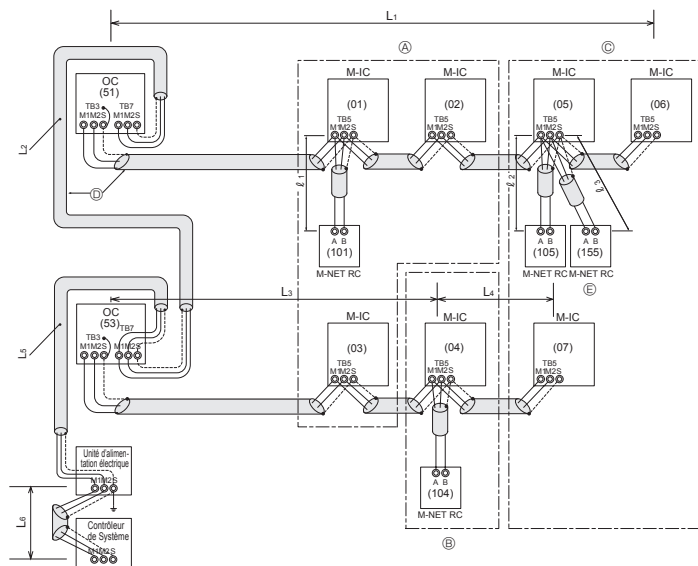 L1
Ⓐ
Ⓒ
M-IC
M-IC
M-IC
M-IC
OC
(51)
TB3
TB7
M1M2S
M1M2S
(01)
TB5
M1M2S
(02)
TB5
M1M2S
(05)
TB5
M1M2S
(06)
TB5
M1M2S
L2
Ⓓ
ℓ1
ℓ2
ℓ3
A B
(101)
M-NET RC
A B
(105)
M-NET RC
A B
(155)
M-NET RC
Ⓔ
L3
L4
OC
(53)
TB3
TB7
M1M2S
M1M2S
M-IC
M-IC
M-IC
(03)
TB5
M1M2S
(04)
TB5
M1M2S
(07)
TB5
M1M2S
L5
Unité d'alimen-
tation électrique
M1M2S
A B
(104)
M-NET RC
L6
Contrôleur
de Système
M1M2S
Ⓑ